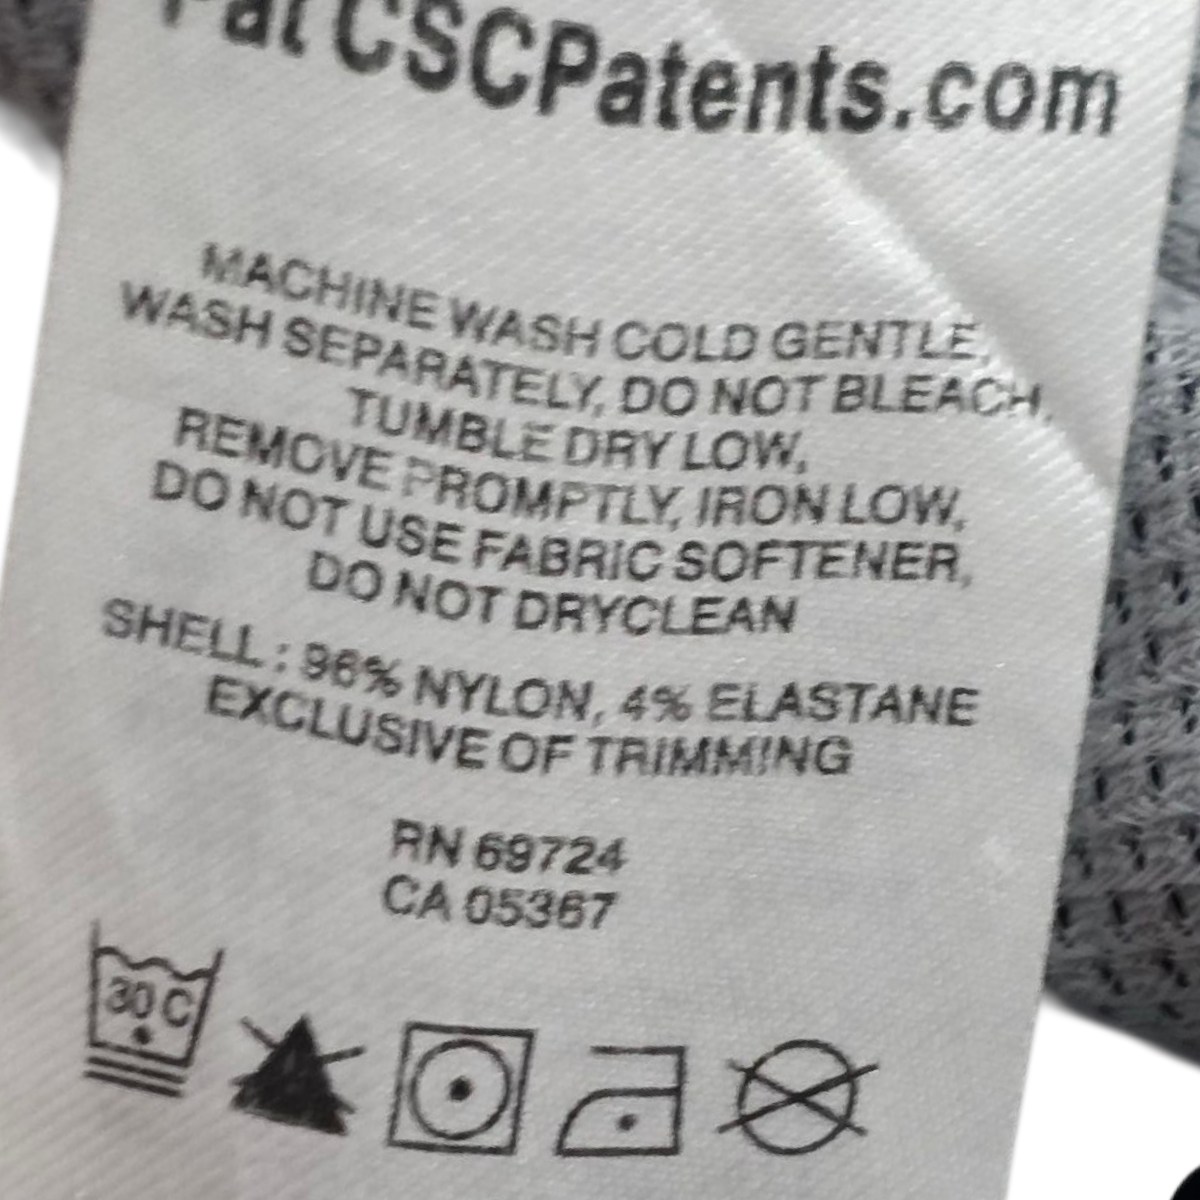 Pat CSCPatents.com
MACHINE WASH COLD GENTLE,
WASH SEPARATELY, DO NOT BLEACH,
TUMBLE DRY LOW,
REMOVE PROMPTLY, IRON LOW,
DO NOT USE FABRIC SOFTENER,
DO NOT DRYCLEAN
SHELL : 96% NYLON, 4% ELASTANE
EXCLUSIVE OF TRIMMING
RN 69724
CA 05367
30 C